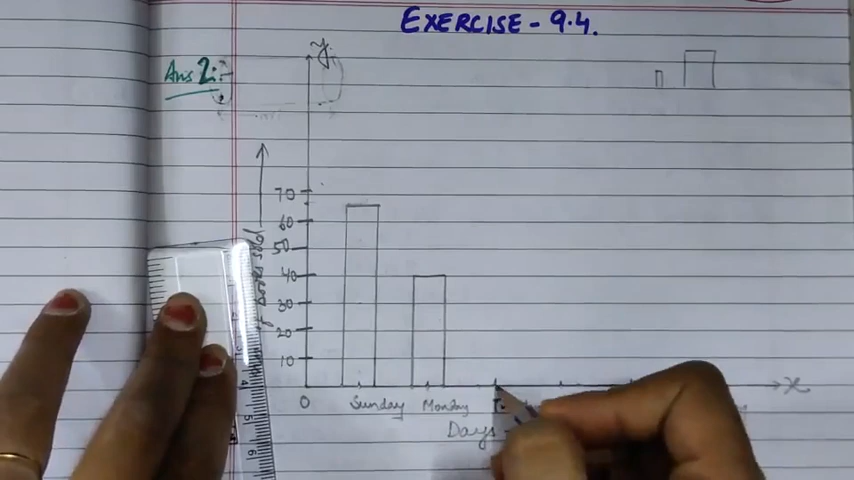 EXERCISE - 9.4.
Ans 2:-
y
70
60
50
40
30
20
10
0
Sunday Monday
x
Days